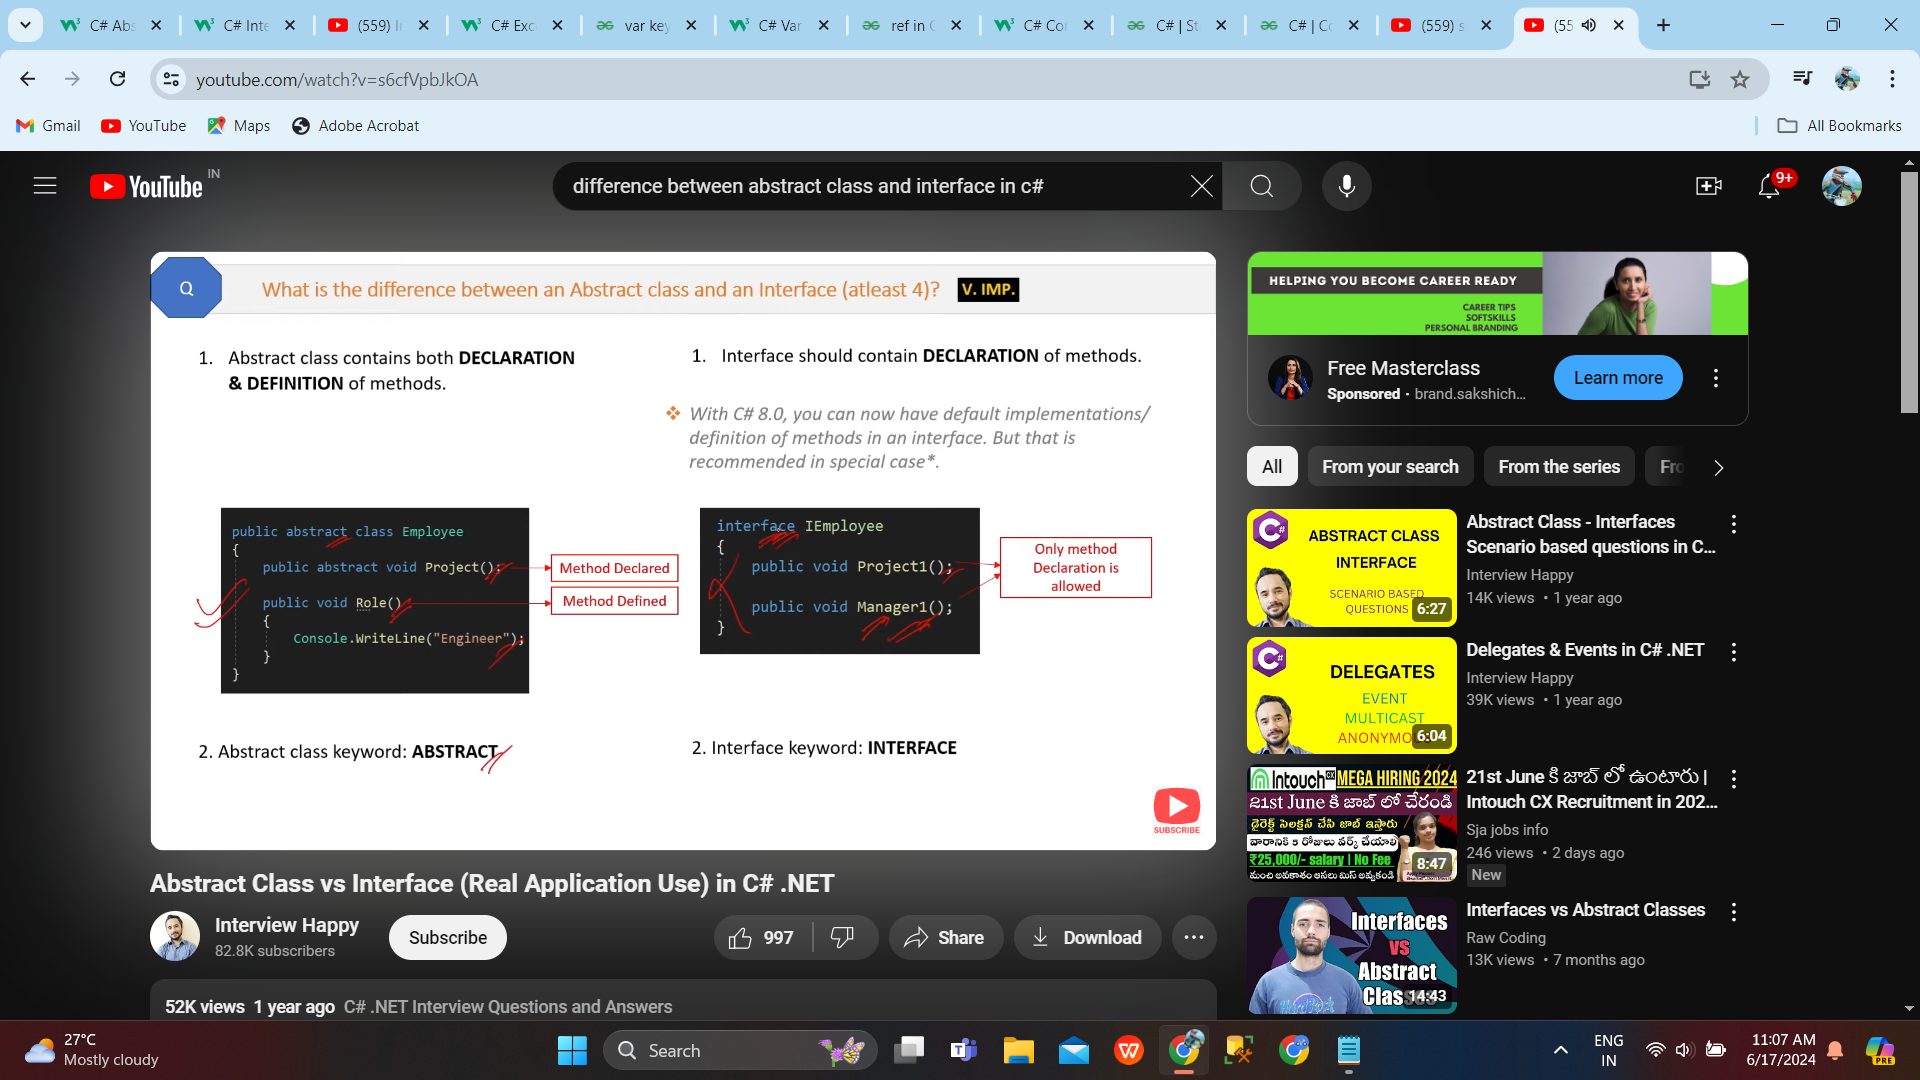 C# Abs
C# Inte
(559) I
C# Exc
var key
C# Var
ref in C
C# Cor
C# | St
C# | Co
(559) s
(55
youtube.com/watch?v=s6cfVpbJkOA
Gmail
YouTube
Maps
Adobe Acrobat
All Bookmarks
YouTube IN
difference between abstract class and interface in c#
9+
Q
What is the difference between an Abstract class and an Interface (atleast 4)? V. IMP.
1. Abstract class contains both DECLARATION
& DEFINITION of methods.
1. Interface should contain DECLARATION of methods.
With C# 8.0, you can now have default implementations/
definition of methods in an interface. But that is
recommended in special case*.
public abstract class Employee
{
public abstract void Project();
public void Role()
{
Console.WriteLine("Engineer");
}
}
Method Declared
Method Defined
interface IEmployee
{
public void Project1();
public void Manager1();
}
Only method
Declaration is
allowed
2. Abstract class keyword: ABSTRACT
2. Interface keyword: INTERFACE
SUBSCRIBE
Abstract Class vs Interface (Real Application Use) in C# .NET
Interview Happy
82.8K subscribers
Subscribe
997
Share
Download
52K views 1 year ago C# .NET Interview Questions and Answers
HELPING YOU BECOME CAREER READY
CAREER TIPS
SOFTSKILLS
PERSONAL BRANDING
Free Masterclass
Sponsored · brand.sakshich...
Learn more
All
From your search
From the series
Fro
C#
ABSTRACT CLASS
INTERFACE
SCENARIO BASED
QUESTIONS
6:27
Abstract Class - Interfaces
Scenario based questions in C...
Interview Happy
14K views • 1 year ago
C#
DELEGATES
EVENT
MULTICAST
ANONYMO
6:04
Delegates & Events in C# .NET
Interview Happy
39K views • 1 year ago
Intouch CX MEGA HIRING 2024
21st June కి జాబ్ లో చేరండి
డైరెక్ట్ సెలక్షన్ చేసి జాబ్ ఇస్తారు
వారానికి 5 రోజులు వర్క్ చేయాలి
₹25,000/- salary | No Fee
8:47
21st June కి జాబ్ లో ఉంటారు |
Intouch CX Recruitment in 202...
Sja jobs info
246 views • 2 days ago
New
Interfaces
vs
Abstract
Clas
14:43
Interfaces vs Abstract Classes
Raw Coding
13K views • 7 months ago
27°C
Mostly cloudy
Search
ENG
IN
11:07 AM
6/17/2024
PRE